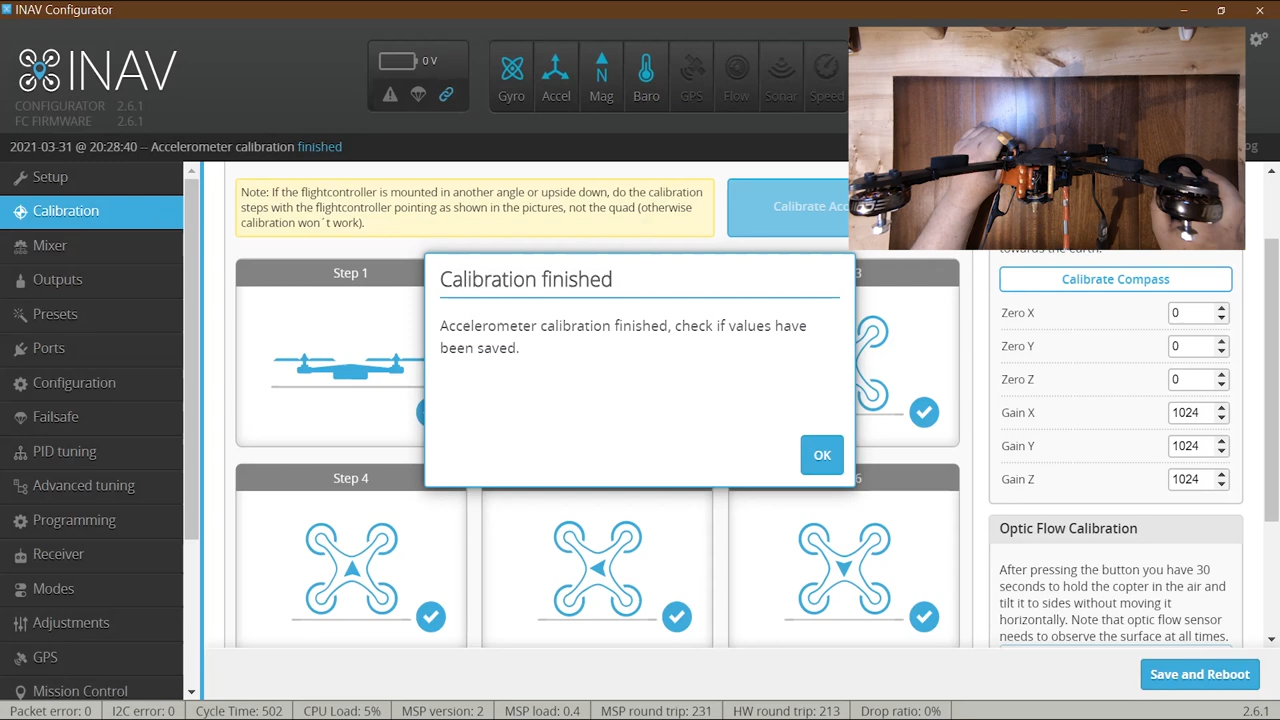 INAV Configurator
INAV
CONFIGURATOR 2.6.1
FC FIRMWARE 2.6.1
0 V
Gyro
Accel
Mag
Baro
GPS
Flow
Sonar
Speed
2021-03-31 @ 20:28:40 -- Accelerometer calibration finished
Setup
Calibration
Mixer
Outputs
Presets
Ports
Configuration
Failsafe
PID tuning
Advanced tuning
Programming
Receiver
Modes
Adjustments
GPS
Mission Control
Note: If the flightcontroller is mounted in another angle or upside down, do the calibration
steps with the flightcontroller pointing as shown in the pictures, not the quad (otherwise
calibration won´t work).
Calibrate Acc
Step 1
3
Calibration finished
Accelerometer calibration finished, check if values have
been saved.
OK
Step 4
6
towards the earth.
Calibrate Compass
Zero X 0
Zero Y 0
Zero Z 0
Gain X 1024
Gain Y 1024
Gain Z 1024
Optic Flow Calibration
After pressing the button you have 30
seconds to hold the copter in the air and
tilt it to sides without moving it
horizontally. Note that optic flow sensor
needs to observe the surface at all times.
Save and Reboot
Packet error: 0 I2C error: 0 Cycle Time: 502 CPU Load: 5% MSP version: 2 MSP load: 0.4 MSP round trip: 231 HW round trip: 213 Drop ratio: 0% 2.6.1